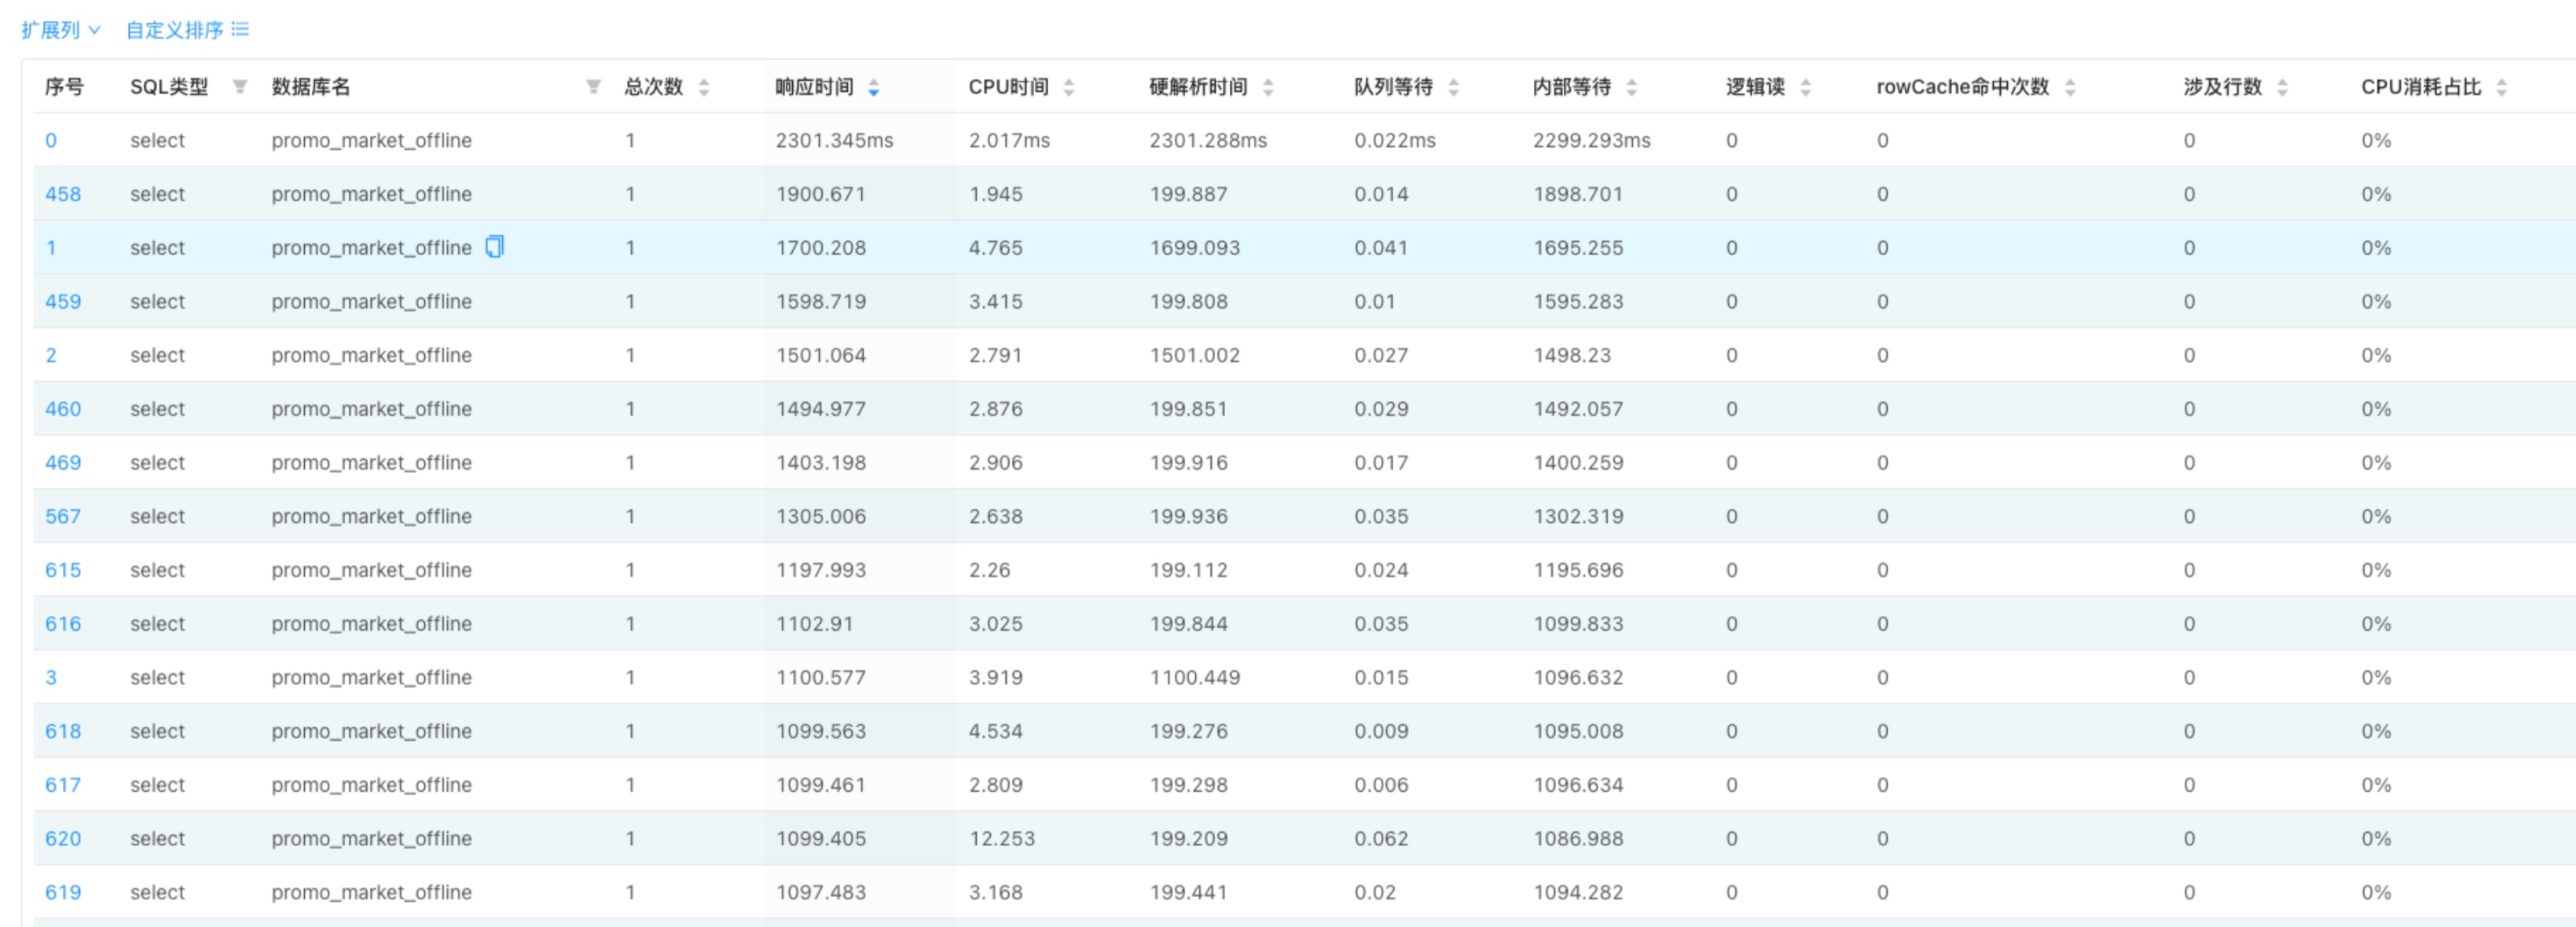 扩展列 自定义排序
序号 SQL类型 数据库名 总次数 响应时间 CPU时间 硬解析时间 队列等待 内部等待 逻辑读 rowCache命中次数 涉及行数 CPU消耗占比
0 select promo_market_offline 1 2301.345ms 2.017ms 2301.288ms 0.022ms 2299.293ms 0 0 0 0%
458 select promo_market_offline 1 1900.671 1.945 199.887 0.014 1898.701 0 0 0 0%
1 select promo_market_offline 1 1700.208 4.765 1699.093 0.041 1695.255 0 0 0 0%
459 select promo_market_offline 1 1598.719 3.415 199.808 0.01 1595.283 0 0 0 0%
2 select promo_market_offline 1 1501.064 2.791 1501.002 0.027 1498.23 0 0 0 0%
460 select promo_market_offline 1 1494.977 2.876 199.851 0.029 1492.057 0 0 0 0%
469 select promo_market_offline 1 1403.198 2.906 199.916 0.017 1400.259 0 0 0 0%
567 select promo_market_offline 1 1305.006 2.638 199.936 0.035 1302.319 0 0 0 0%
615 select promo_market_offline 1 1197.993 2.26 199.112 0.024 1195.696 0 0 0 0%
616 select promo_market_offline 1 1102.91 3.025 199.844 0.035 1099.833 0 0 0 0%
3 select promo_market_offline 1 1100.577 3.919 1100.449 0.015 1096.632 0 0 0 0%
618 select promo_market_offline 1 1099.563 4.534 199.276 0.009 1095.008 0 0 0 0%
617 select promo_market_offline 1 1099.461 2.809 199.298 0.006 1096.634 0 0 0 0%
620 select promo_market_offline 1 1099.405 12.253 199.209 0.062 1086.988 0 0 0 0%
619 select promo_market_offline 1 1097.483 3.168 199.441 0.02 1094.282 0 0 0 0%